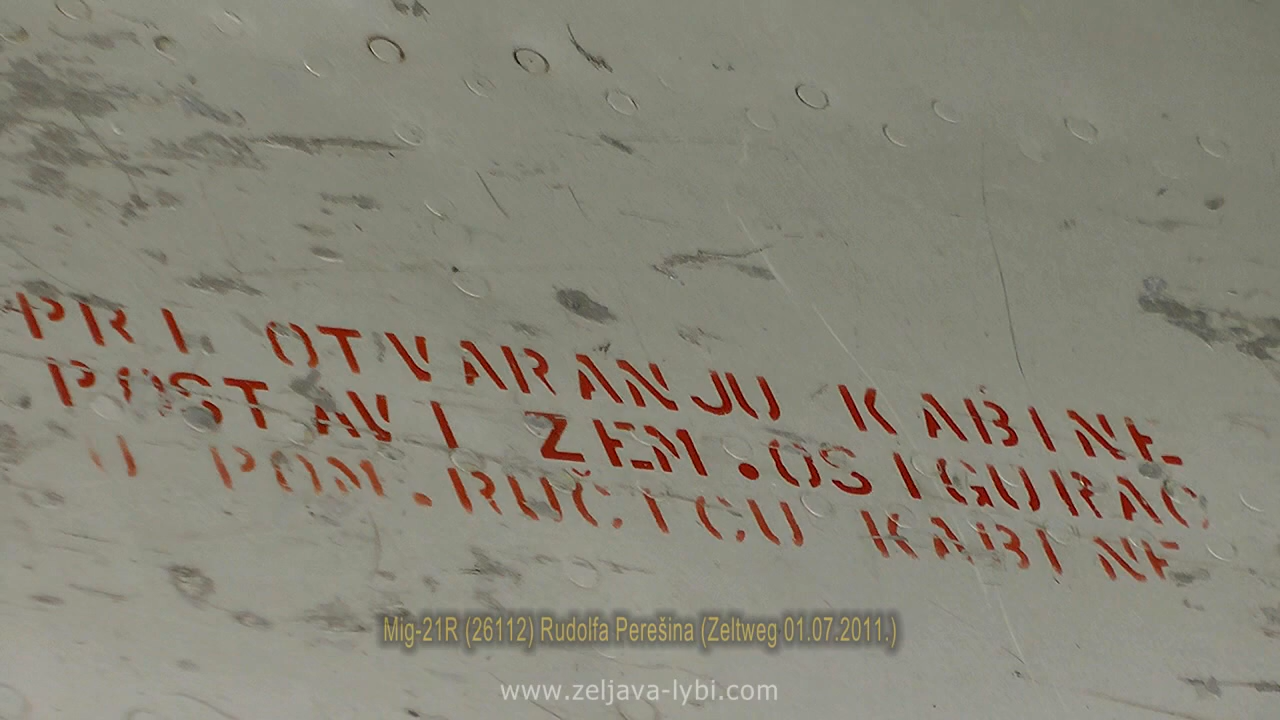 PRI OTVARANJU KABINE
POSTAVI ZEM.OSIGURAČ
U POM.RUČICU KABINE
Mig-21R (26112) Rudolfa Perešina (Zeltweg 01.07.2011.)
www.zeljava-lybi.com